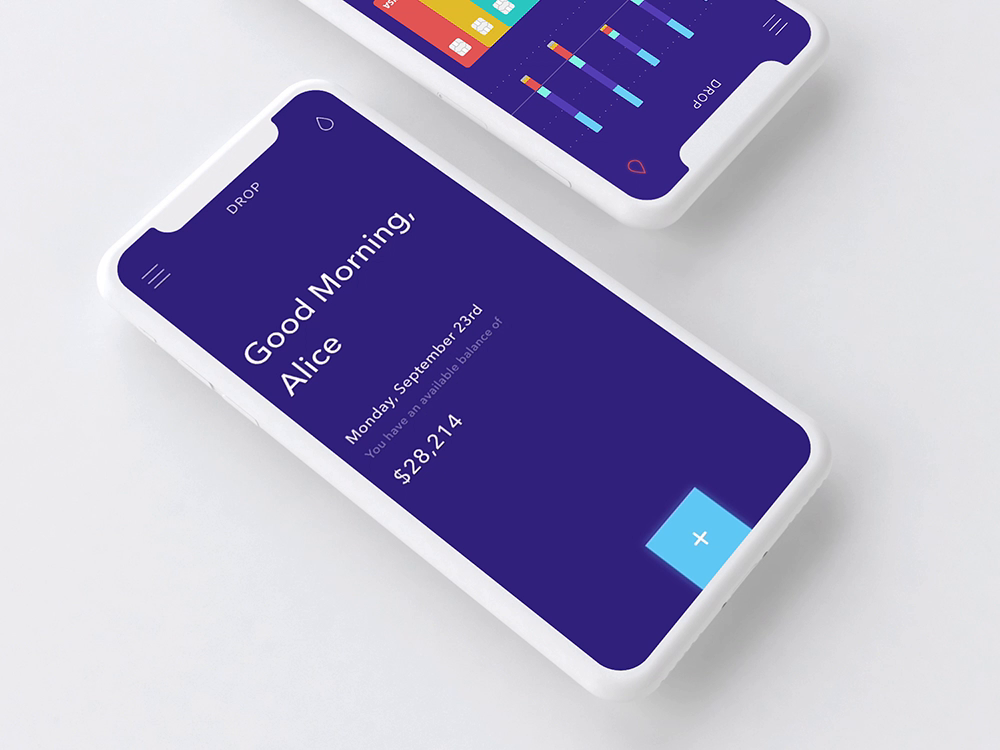 DROP
Good Morning,
Alice
Monday, September 23rd
You have an available balance of
$28,214
+
DROP
VISA